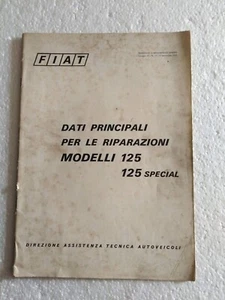 FIAT
DATI PRINCIPALI
PER LE RIPARAZIONI
MODELLI 125
125 SPECIAL
DIREZIONE ASSISTENZA TECNICA AUTOVEICOLI